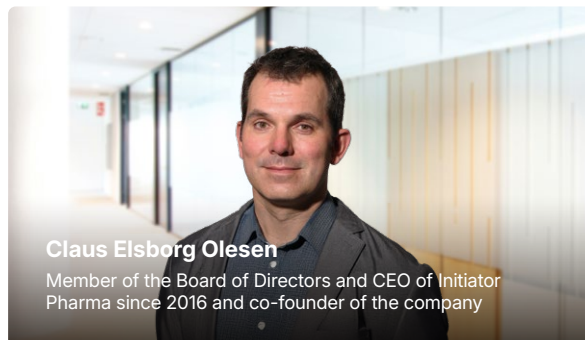 Claus Elsborg Olesen
Member of the Board of Directors and CEO of Initiator
Pharma since 2016 and co-founder of the company